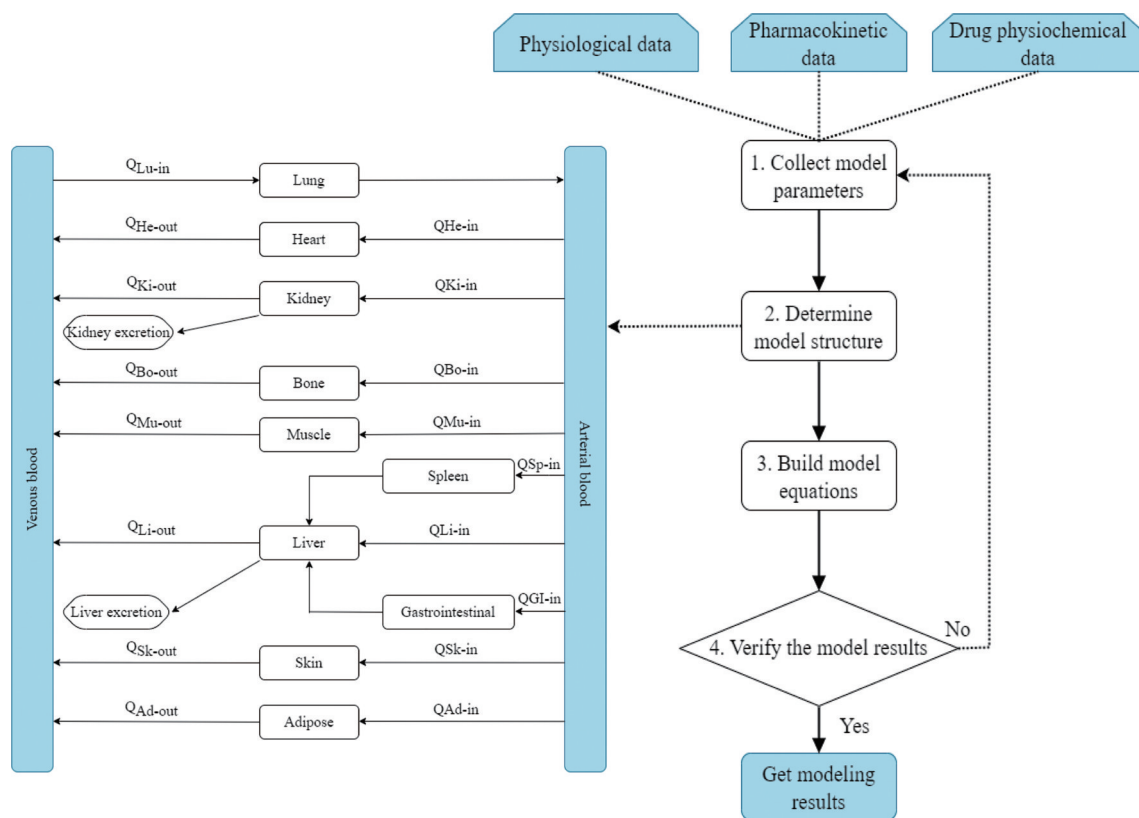 Physiological data
Pharmacokinetic
data
Drug physiochemical
data
1. Collect model
parameters
2. Determine
model structure
3. Build model
equations
4. Verify the model results
No
Yes
Get modeling
results
Venous blood
Arterial blood
QLu-in
Lung
QHe-out
Heart
QHe-in
QKi-out
Kidney
QKi-in
Kidney excretion
QBo-out
Bone
QBo-in
QMu-out
Muscle
QMu-in
Spleen
QSp-in
QLi-out
Liver
QLi-in
Liver excretion
Gastrointestinal
QGI-in
QSk-out
Skin
QSk-in
QAd-out
Adipose
QAd-in